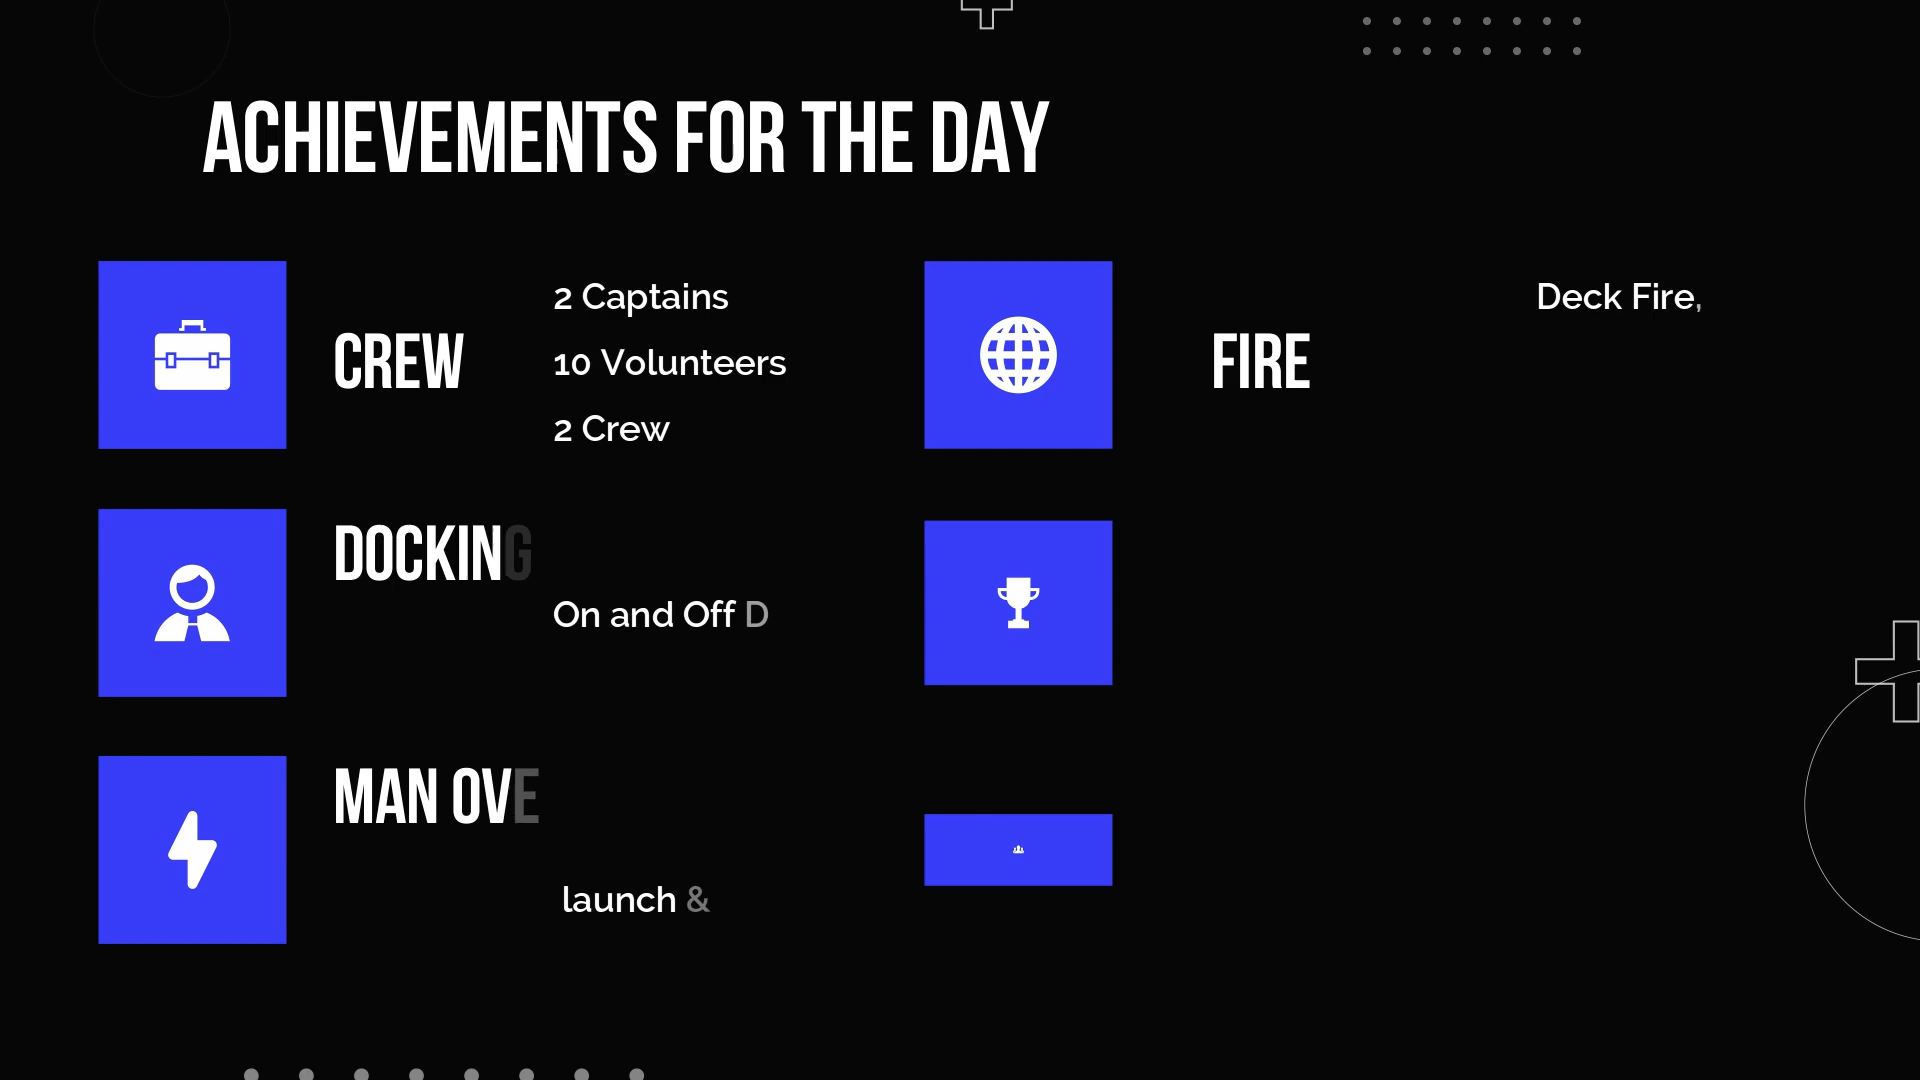 ACHIEVEMENTS FOR THE DAY
CREW
2 Captains
10 Volunteers
2 Crew
DOCKING
On and Off D
MAN OVE
launch &
FIRE
Deck Fire,